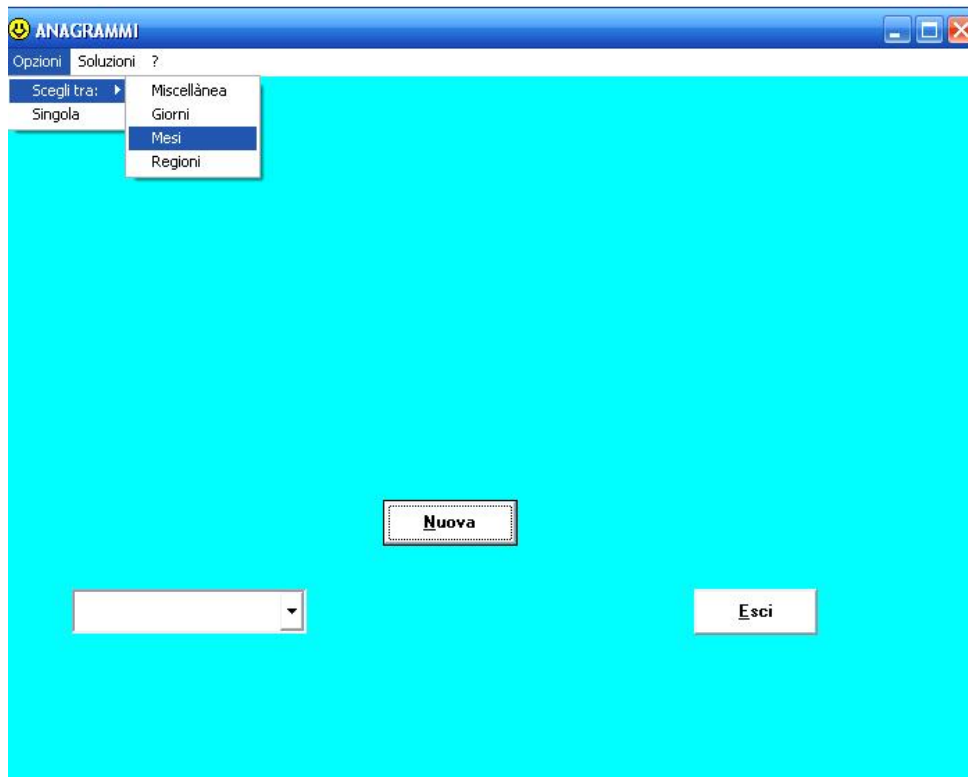 ANAGRAMMI
Opzioni Soluzioni ?
Scegli tra: Miscellànea
Singola Giorni
Mesi
Regioni
Nuova
Esci